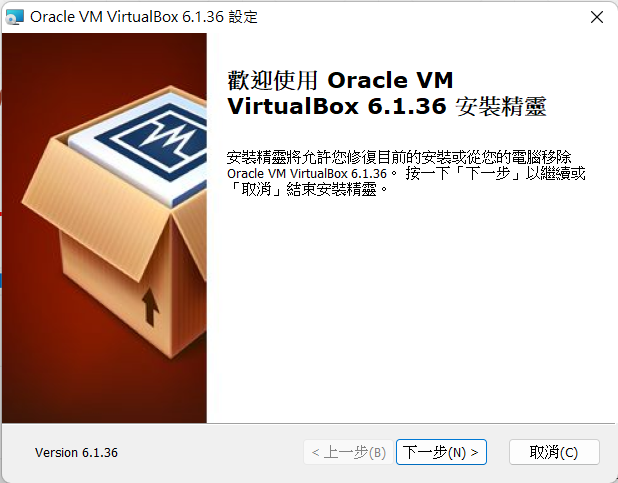 Oracle VM VirtualBox 6.1.36 設定
歡迎使用 Oracle VM
VirtualBox 6.1.36 安裝精靈
安裝精靈將允許您修復目前的安裝或從您的電腦移除
Oracle VM VirtualBox 6.1.36。 按一下「下一步」以繼續或
「取消」結束安裝精靈。
Version 6.1.36
< 上一步(B)
下一步(N) >
取消(C)